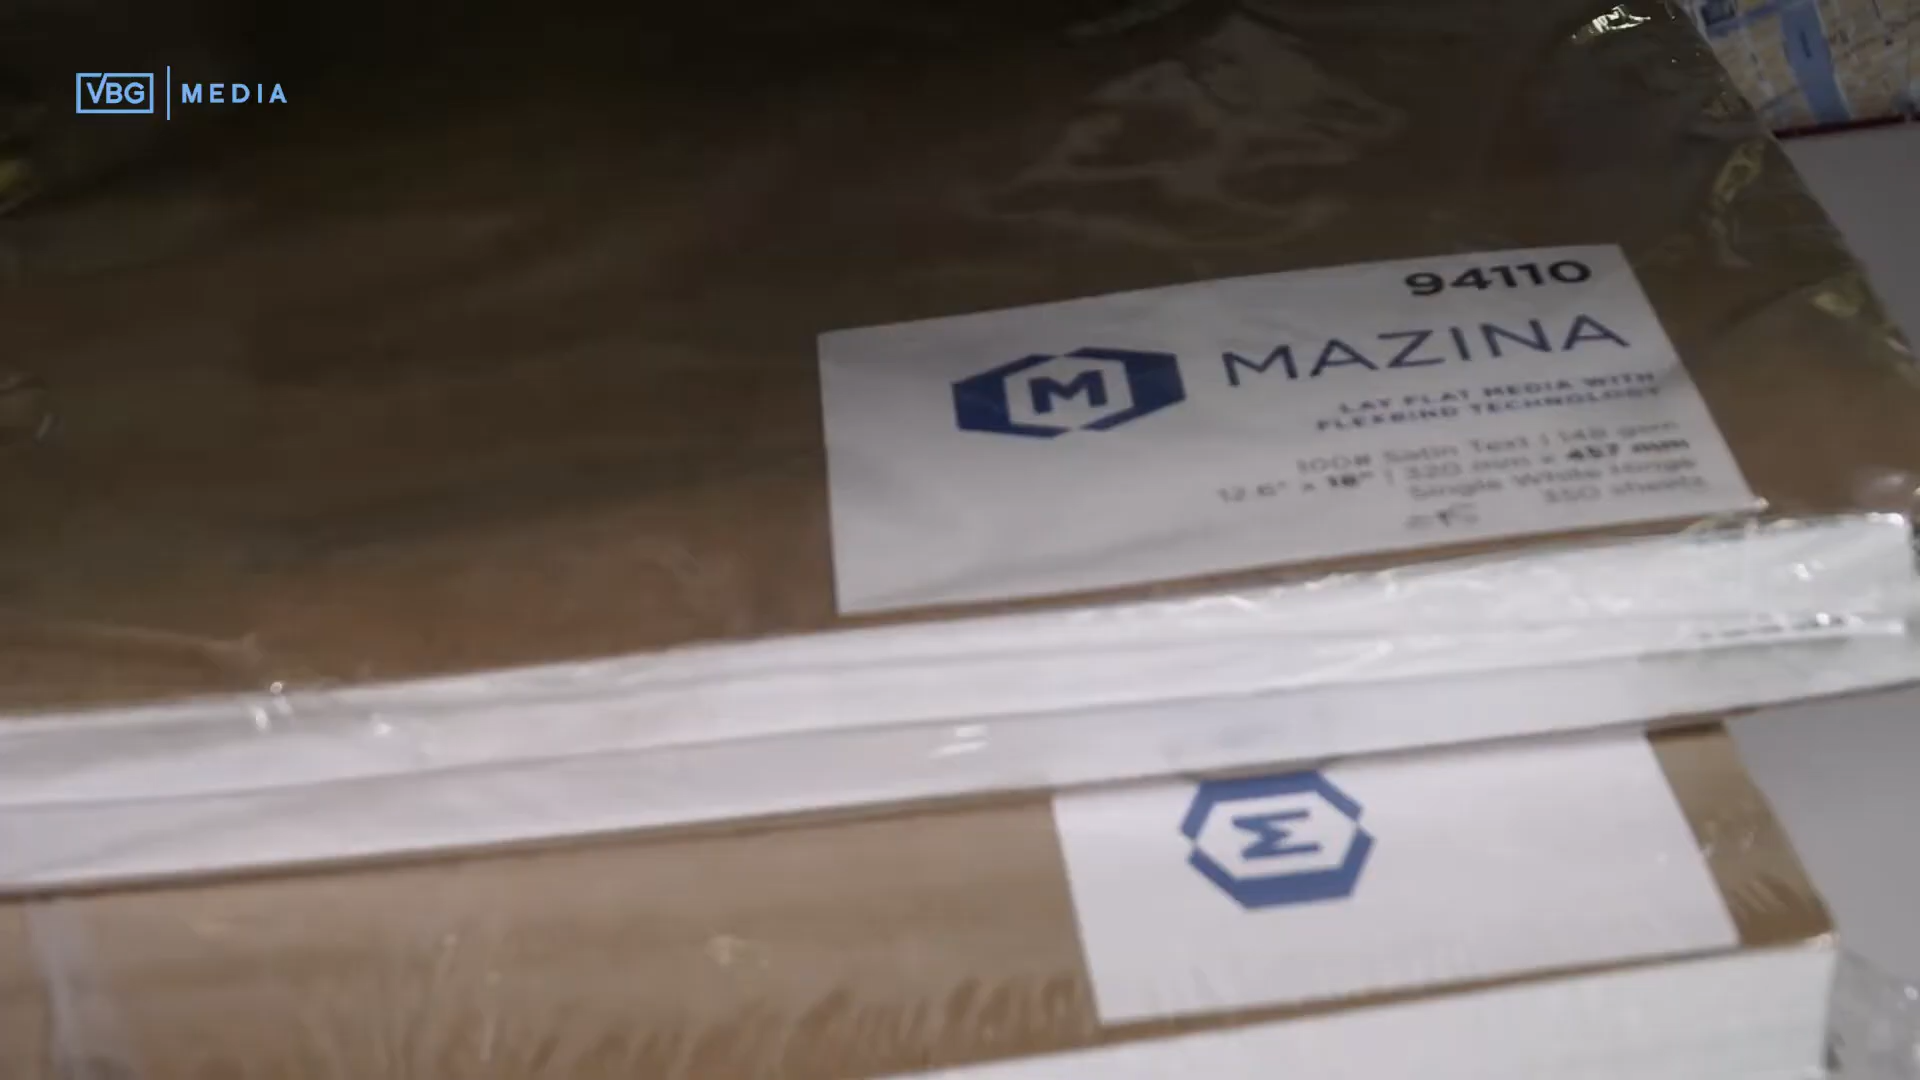 VBG MEDIA
94110
M MAZINA
LAY FLAT MEDIA WITH
FLEXBIND TECHNOLOGY
100# Satin Text | 148 gsm
12.6" x 18" | 320 mm x 457 mm
Single White Hinge
sheets
M